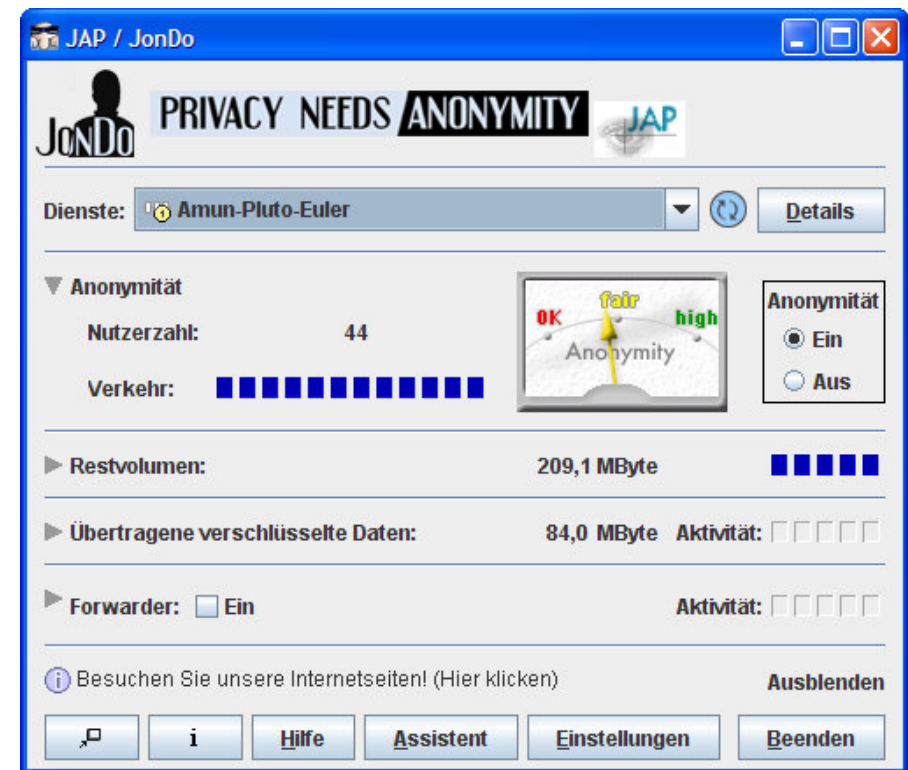 JAP / JonDo
JonDo PRIVACY NEEDS ANONYMITY JAP
Dienste: Amun-Pluto-Euler Details
Anonymität
Nutzerzahl: 44
Verkehr:
OK fair high
Anonymity
Anonymität
Ein
Aus
Restvolumen: 209,1 MByte
Übertragene verschlüsselte Daten: 84,0 MByte Aktivität:
Forwarder: Ein Aktivität:
i Besuchen Sie unsere Internetseiten! (Hier klicken) Ausblenden
i Hilfe Assistent Einstellungen Beenden